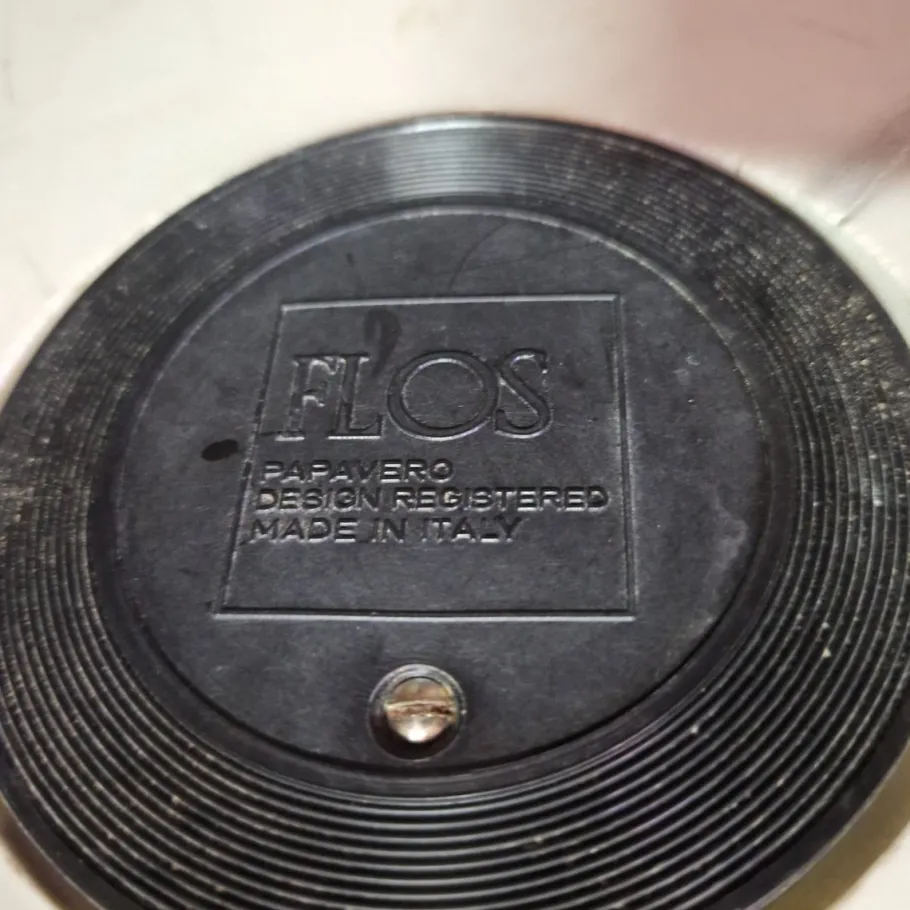 FLOS
PAPAVERO
DESIGN REGISTERED
MADE IN ITALY